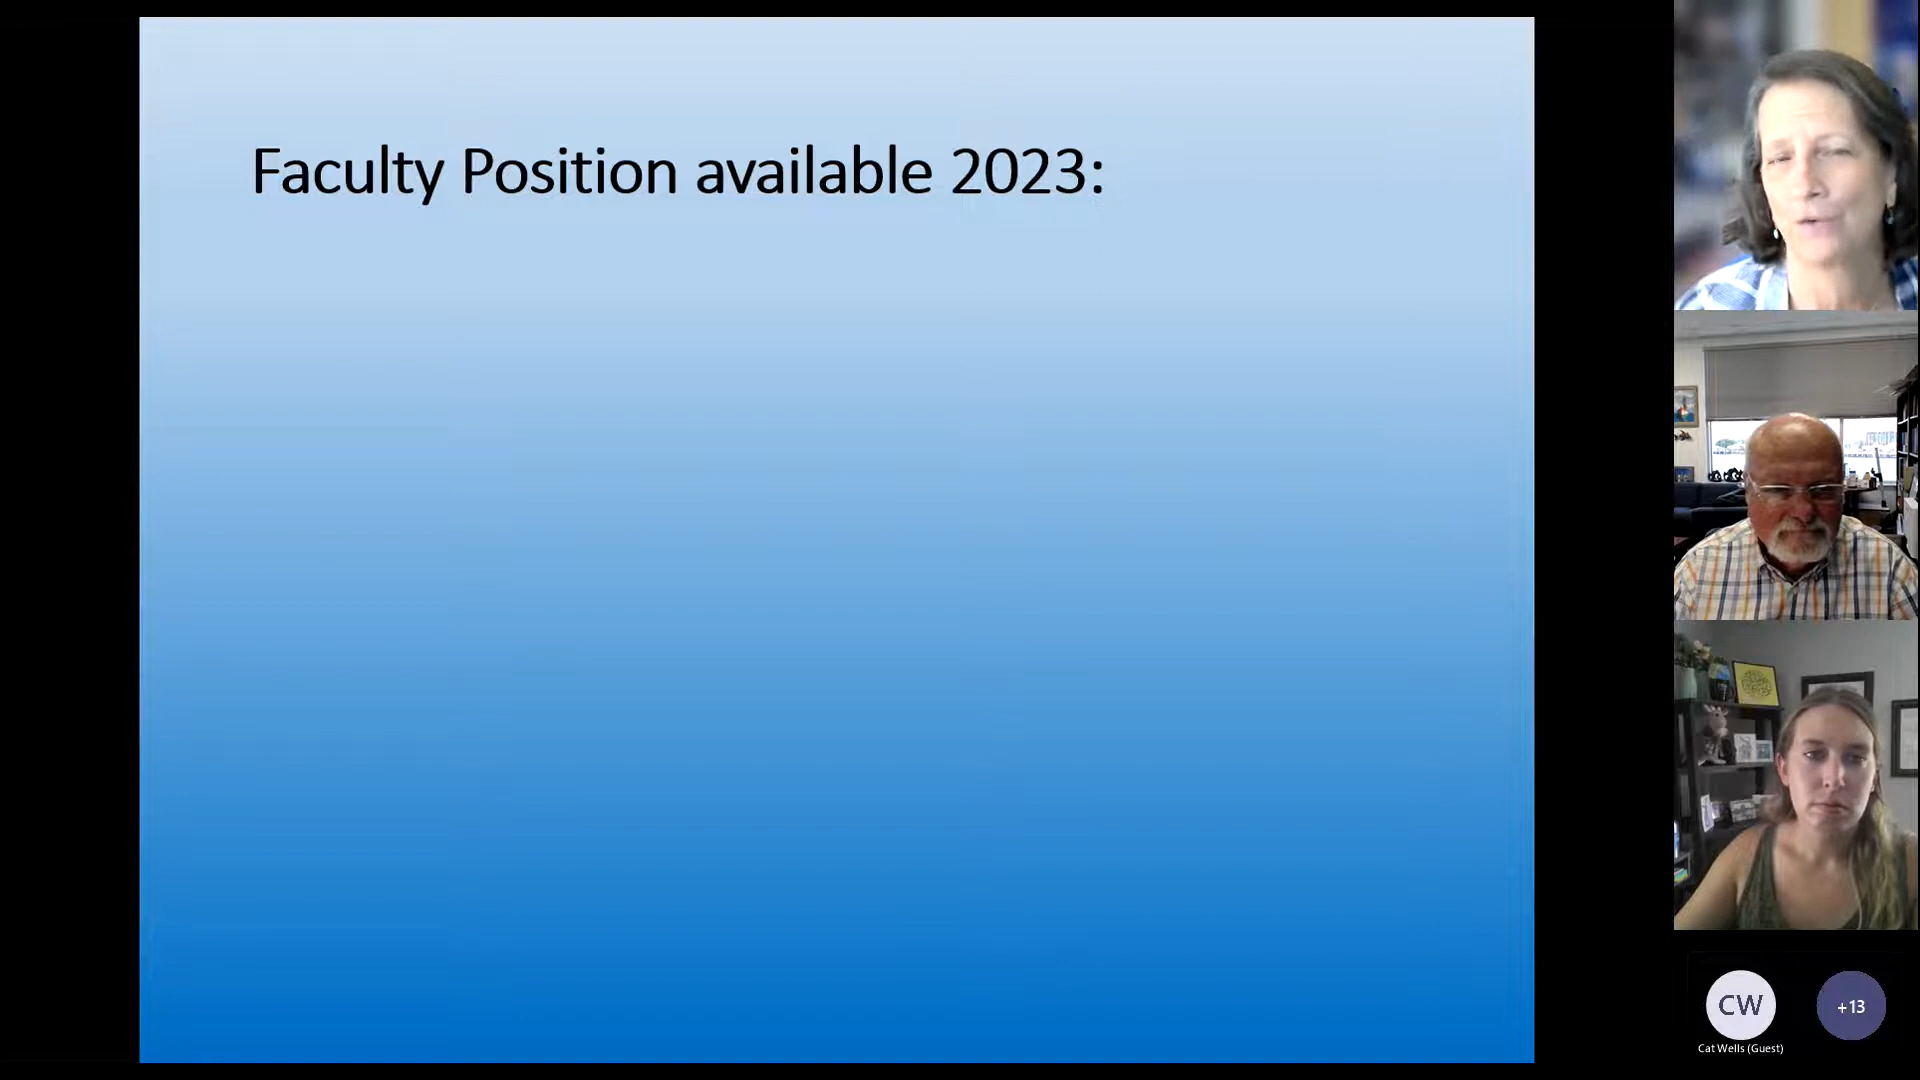 Faculty Position available 2023:
CW
+13
Cat Wells (Guest)